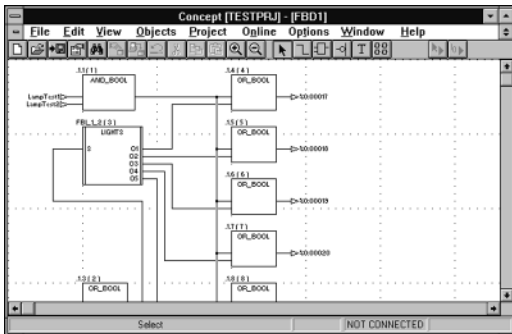 Concept [TESTPRJ] - [FBD1]
File Edit View Objects Project Online Options Window Help
.1.1 ( 1 )
AND_BOOL
.1.4 ( 4 )
OR_BOOL
LampTest1
LampTest2
%0:00017
FBI_1_2 ( 3 )
LIGHTS
S
O1
O2
O3
O4
O5
.1.5 ( 5 )
OR_BOOL
%0:00018
.1.6 ( 6 )
OR_BOOL
%0:00019
.1.7 ( 7 )
OR_BOOL
%0:00020
.1.3 ( 2 )
OR_BOOL
.1.8 ( 8 )
OR_BOOL
Select
NOT CONNECTED